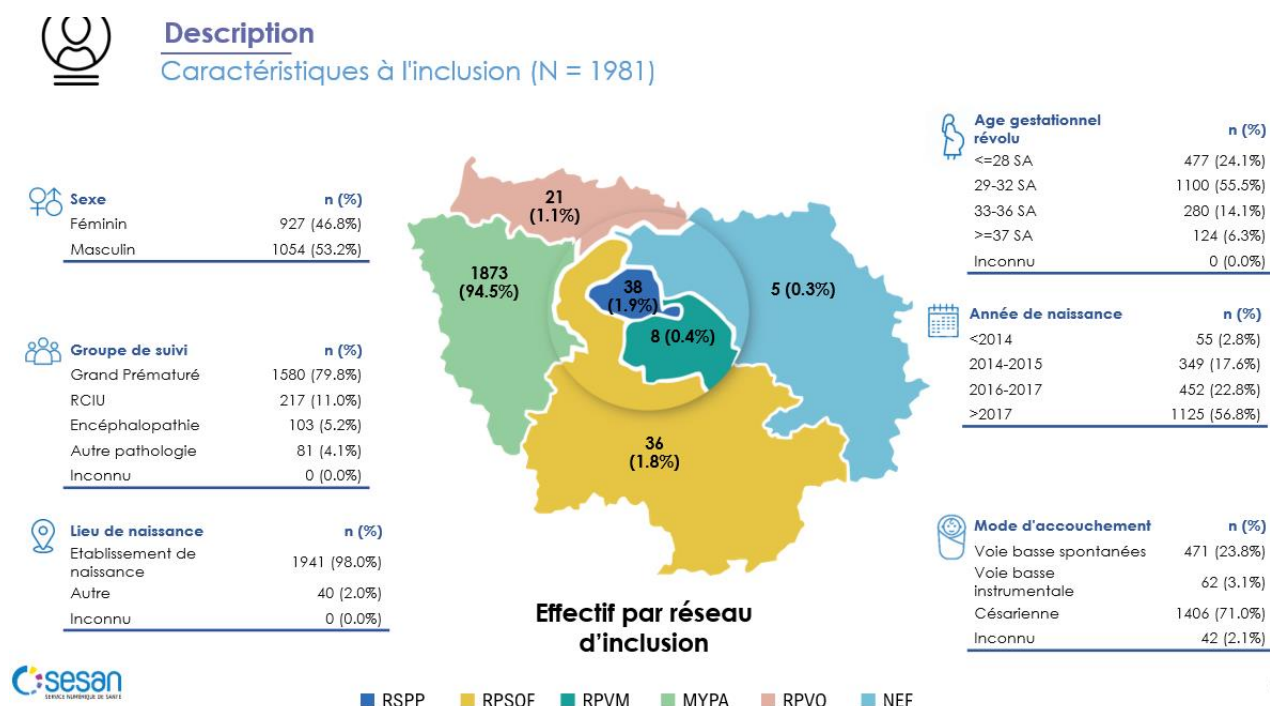 Description
Caractéristiques à l'inclusion (N = 1981)
Sexe n (%)
Féminin 927 (46.8%)
Masculin 1054 (53.2%)
Groupe de suivi n (%)
Grand Prématuré 1580 (79.8%)
RCIU 217 (11.0%)
Encéphalopathie 103 (5.2%)
Autre pathologie 81 (4.1%)
Inconnu 0 (0.0%)
Lieu de naissance n (%)
Etablissement de
naissance 1941 (98.0%)
Autre 40 (2.0%)
Inconnu 0 (0.0%)
21
(1.1%)
1873
(94.5%)
38
(1.9%)
5 (0.3%)
8 (0.4%)
36
(1.8%)
Effectif par réseau
d'inclusion
Age gestationnel
révolu n (%)
<=28 SA 477 (24.1%)
29-32 SA 1100 (55.5%)
33-36 SA 280 (14.1%)
>=37 SA 124 (6.3%)
Inconnu 0 (0.0%)
Année de naissance n (%)
<2014 55 (2.8%)
2014-2015 349 (17.6%)
2016-2017 452 (22.8%)
>2017 1125 (56.8%)
Mode d'accouchement n (%)
Voie basse spontanées 471 (23.8%)
Voie basse
instrumentale 62 (3.1%)
Césarienne 1406 (71.0%)
Inconnu 42 (2.1%)
sesan
SERVICE NUMÉRIQUE DE SANTÉ
RSPP RPSOF RPVM MYPA RPVO NEF